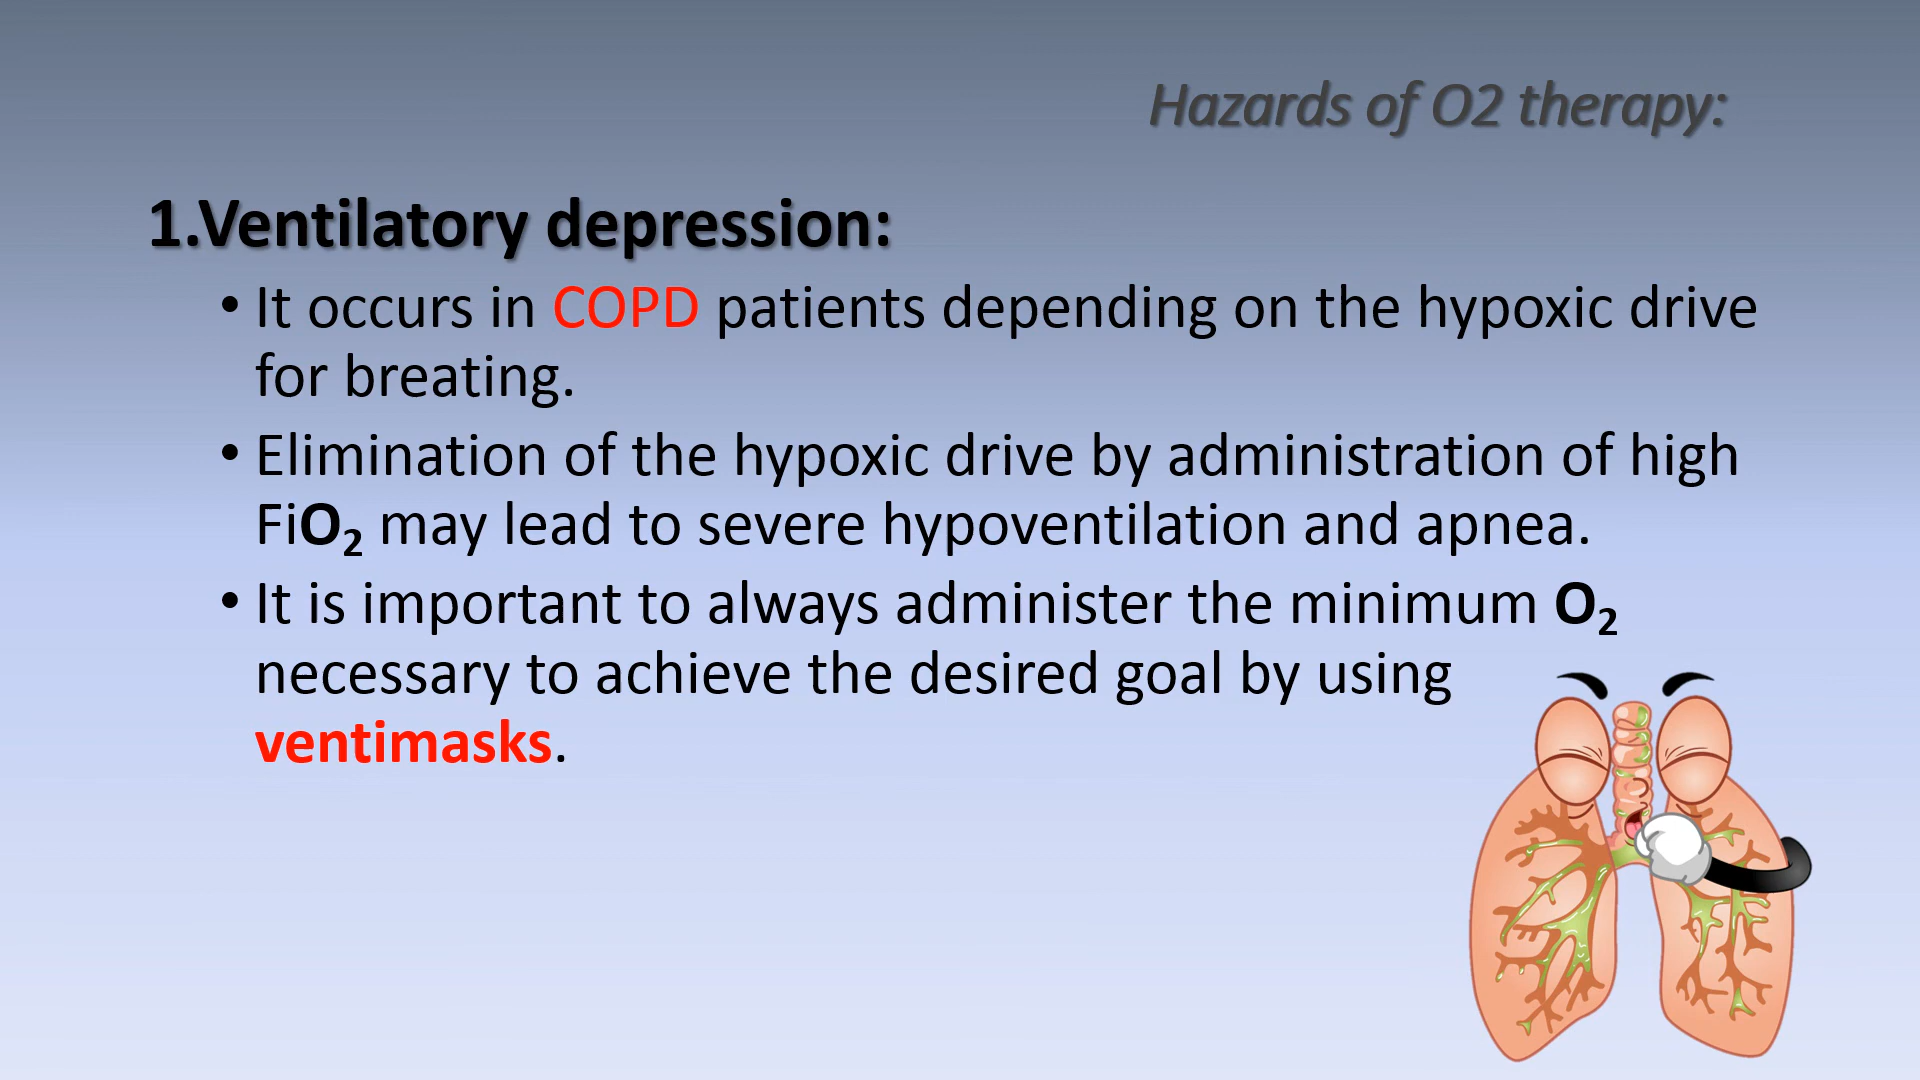 Hazards of O2 therapy:
1.Ventilatory depression:
• It occurs in COPD patients depending on the hypoxic drive
for breating.
• Elimination of the hypoxic drive by administration of high
FiO₂ may lead to severe hypoventilation and apnea.
• It is important to always administer the minimum O₂
necessary to achieve the desired goal by using
ventimasks.